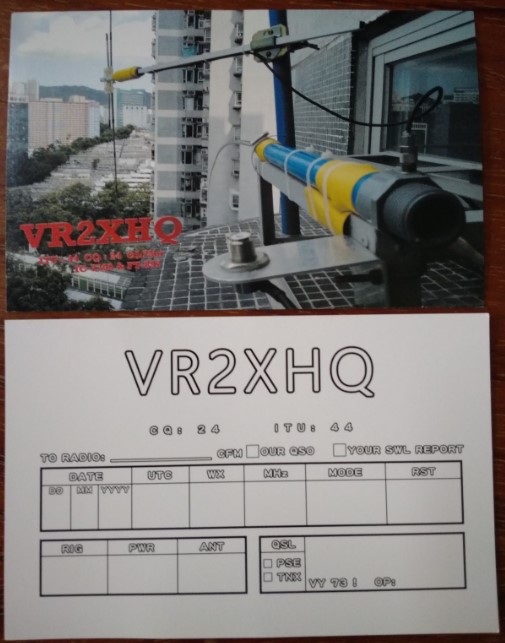 VR2XHQ
VR2XHQ
CQ: 24 ITU: 44
TO RADIO: CFM OUR QSO YOUR SWL REPORT
DATE UTC WX MHz MODE RST
DD MM YYYY
RIG PWR ANT QSL
PSE
TNX VY 73 ! OP: